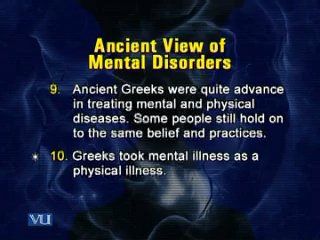 Ancient View of
Mental Disorders
9. Ancient Greeks were quite advance
in treating mental and physical
diseases. Some people still hold on
to the same belief and practices.
10. Greeks took mental illness as a
physical illness.
VU